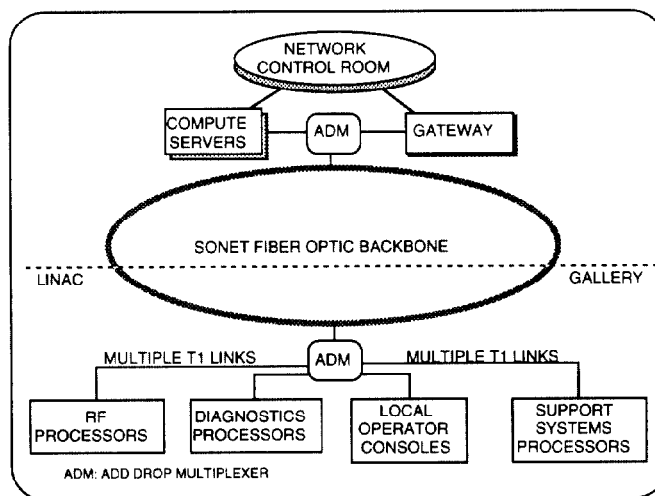 NETWORK
CONTROL ROOM
COMPUTE
SERVERS
ADM
GATEWAY
SONET FIBER OPTIC BACKBONE
LINAC
GALLERY
MULTIPLE T1 LINKS
ADM
MULTIPLE T1 LINKS
RF
PROCESSORS
DIAGNOSTICS
PROCESSORS
LOCAL
OPERATOR
CONSOLES
SUPPORT
SYSTEMS
PROCESSORS
ADM: ADD DROP MULTIPLEXER